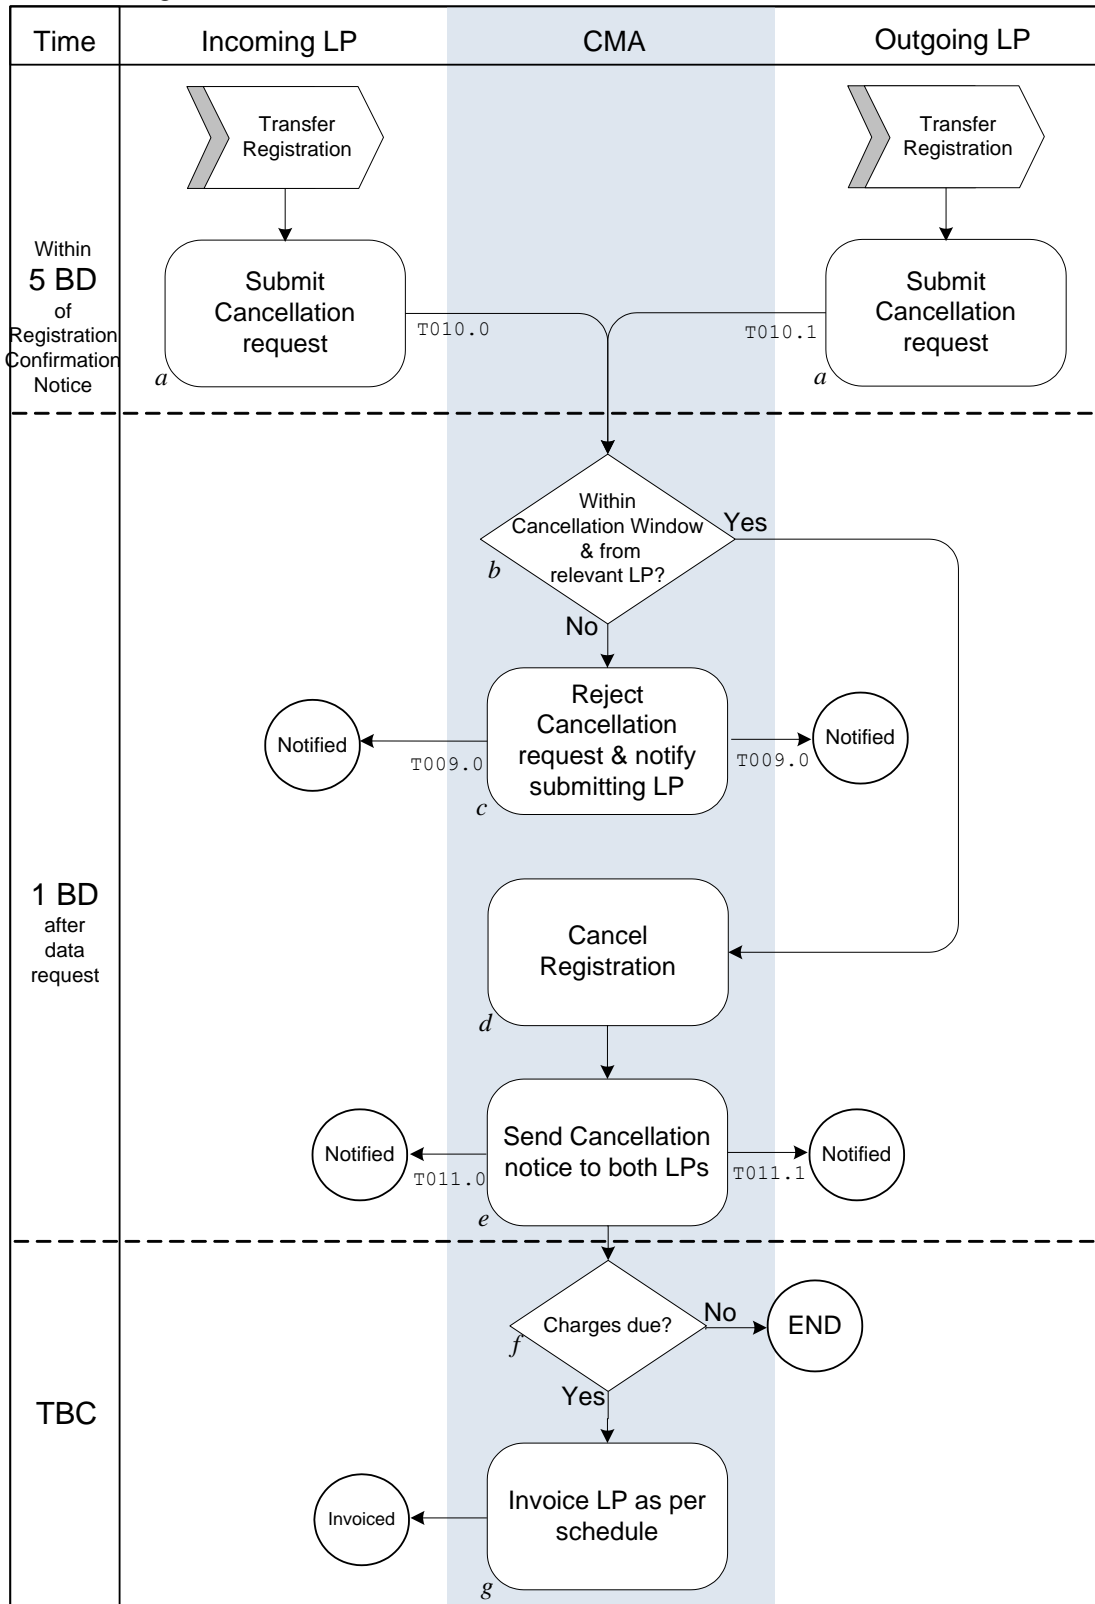 Time
Incoming LP
CMA
Outgoing LP
Transfer
Registration
Transfer
Registration
Within
5 BD
of
Registration
Confirmation
Notice
Submit
Cancellation
request
a
T010.0
Submit
Cancellation
request
a
T010.1
Within
Cancellation Window
& from
relevant LP?
b
Yes
No
Reject
Cancellation
request & notify
submitting LP
c
Notified
T009.0
Notified
T009.0
1 BD
after
data
request
Cancel
Registration
d
Send Cancellation
notice to both LPs
e
Notified
T011.0
Notified
T011.1
TBC
Charges due?
f
No
END
Yes
Invoice LP as per
schedule
g
Invoiced